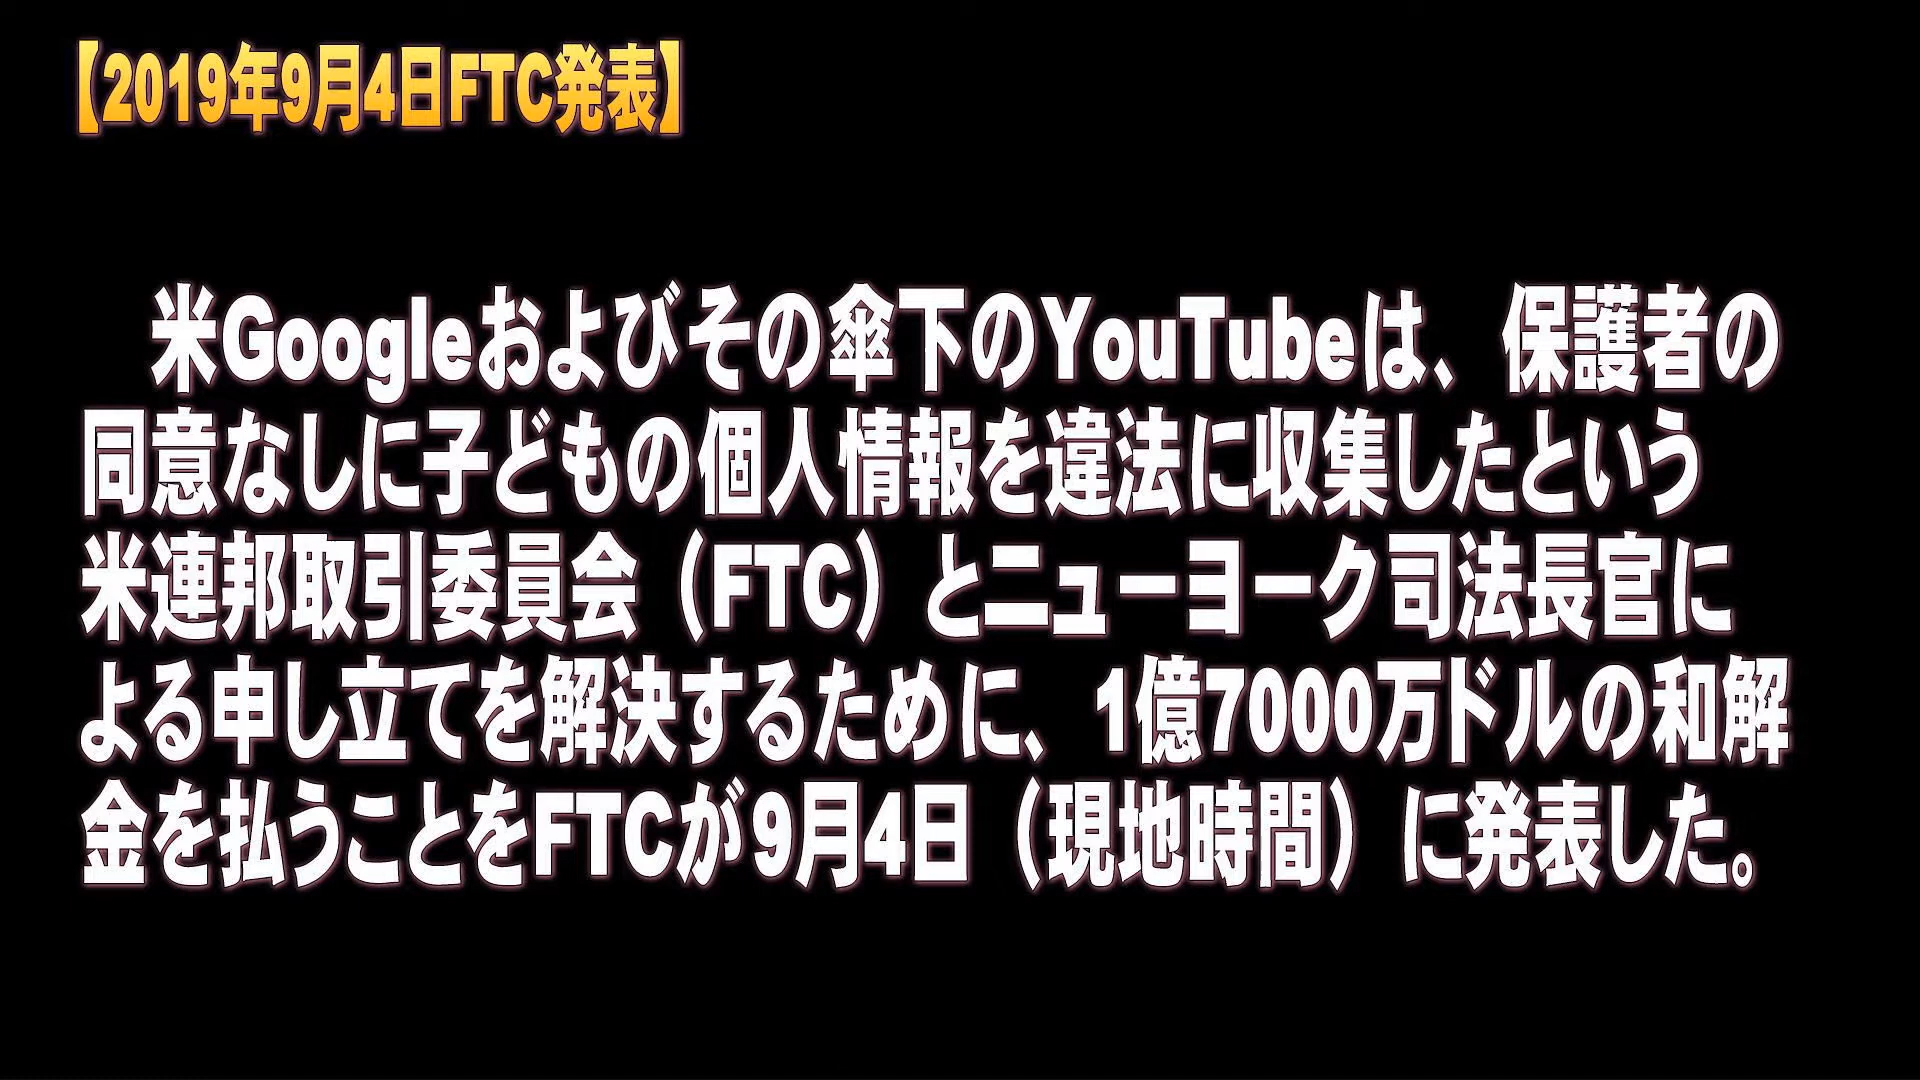 【2019年9月4日FTC発表】
米GoogleおよびそのÂ傘下のYouTubeは、保護者の
同意なしに子どもの個人情報を違法に収集したという
米連邦取引委員会（FTC）とニューヨーク司法長官に
よる申し立てを解決するために、1億7000万ドルの和解
金を払うことをFTCが9月4日（現地時間）に発表した。